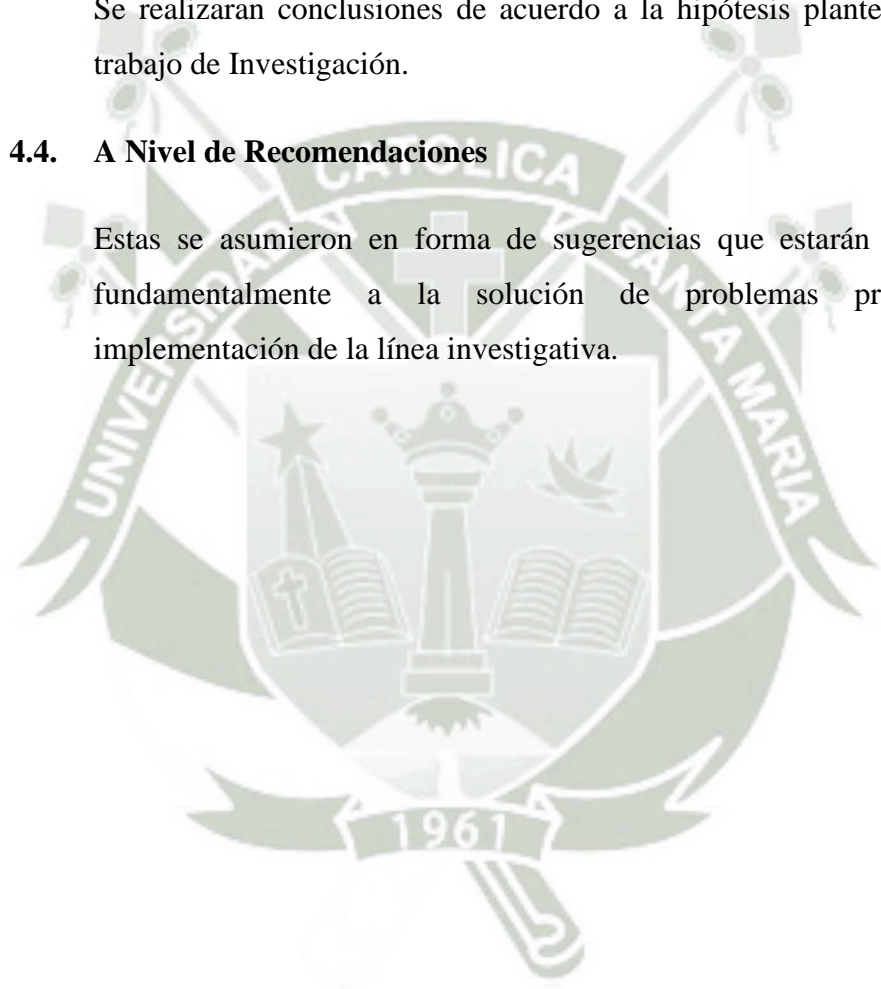 Se realizaran conclusiones de acuerdo a la hipótesis plante
trabajo de Investigación.
4.4. A Nivel de Recomendaciones
Estas se asumieron en forma de sugerencias que estarán
fundamentalmente a la solución de problemas pr
implementación de la línea investigativa.
UNIVERSIDAD CATOLICA SANTA MARIA
1961